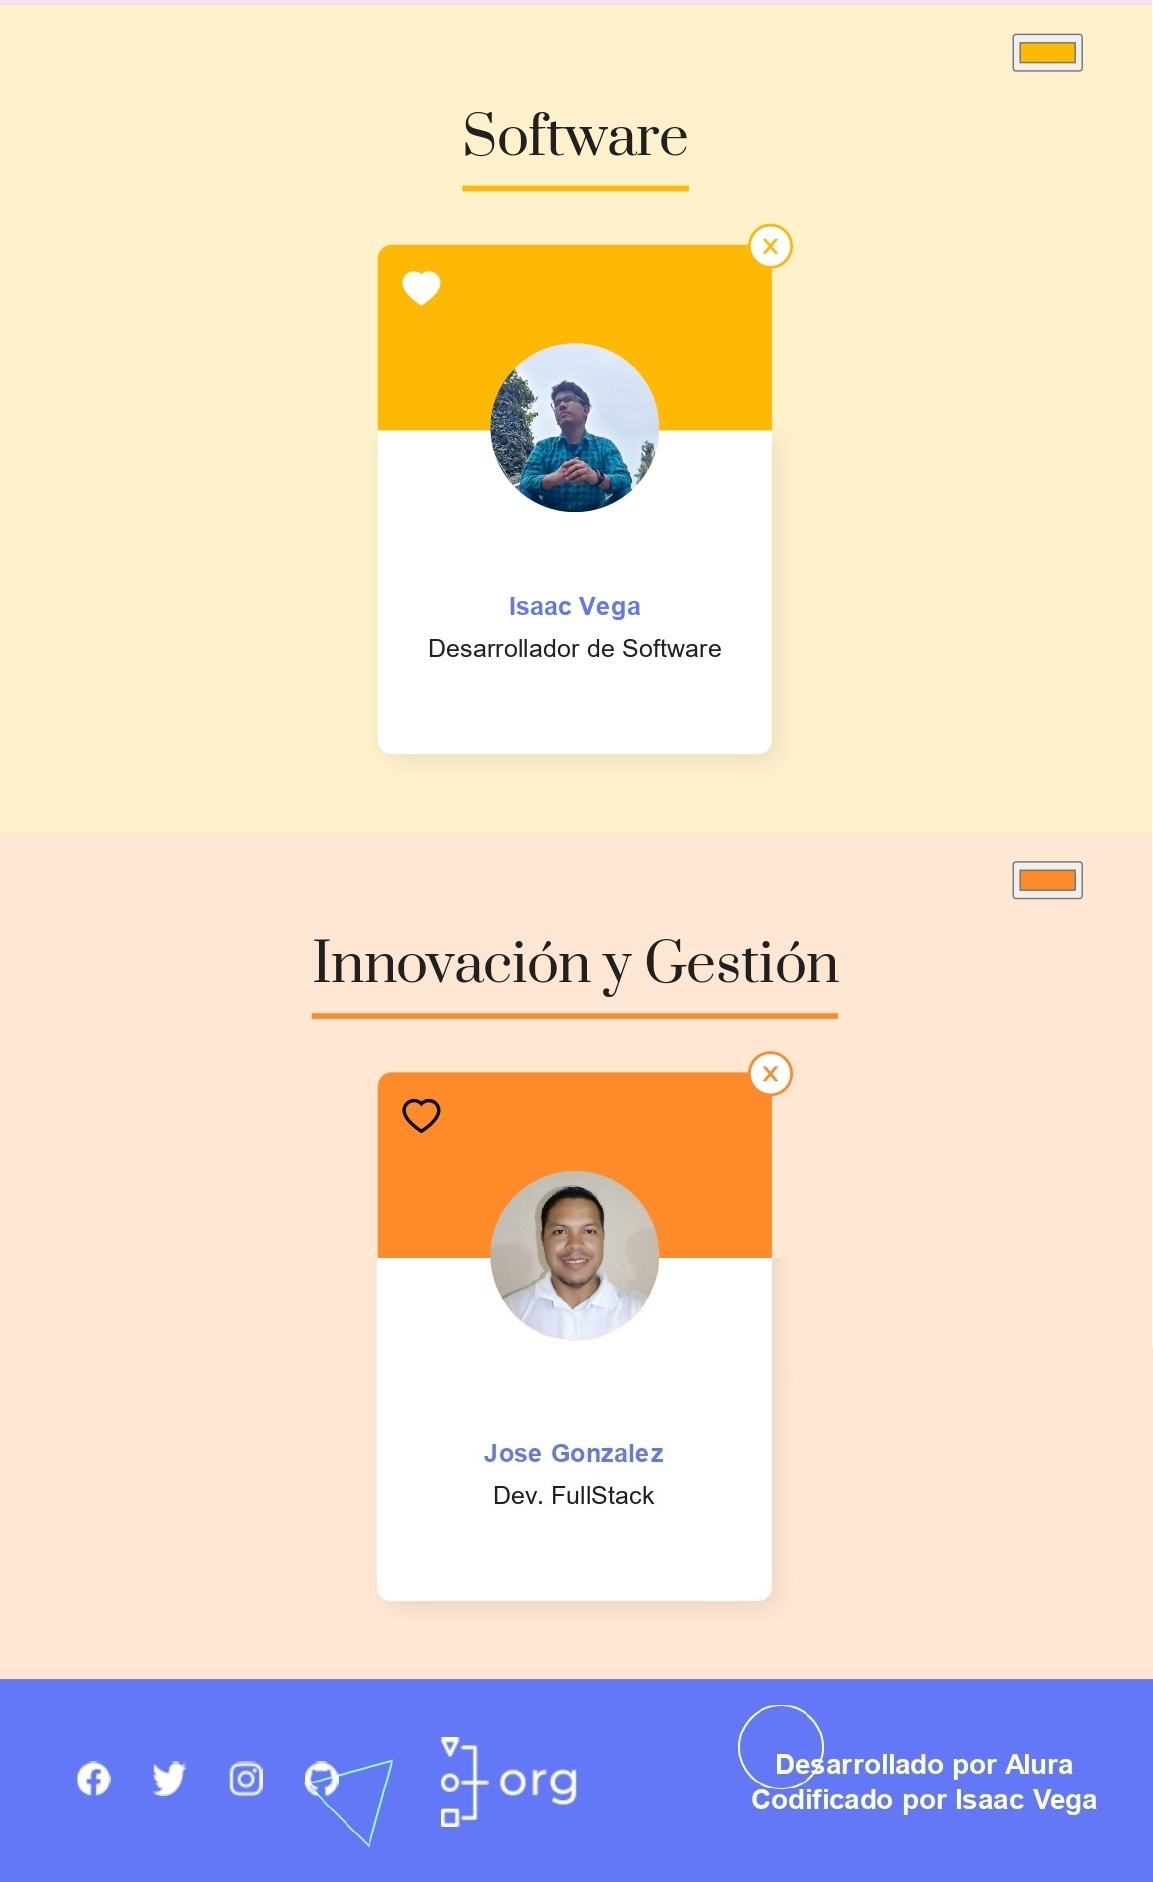 Software
X
Isaac Vega
Desarrollador de Software
Innovación y Gestión
X
Jose Gonzalez
Dev. FullStack
org
Desarrollado por Alura
Codificado por Isaac Vega